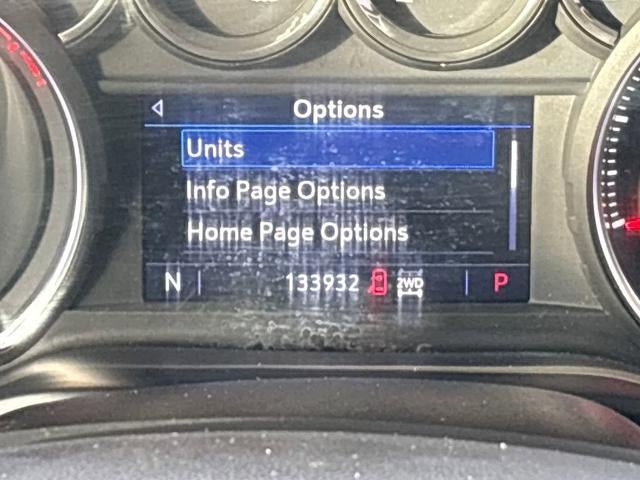 Options
Units
Info Page Options
Home Page Options
N 133932 2WD P